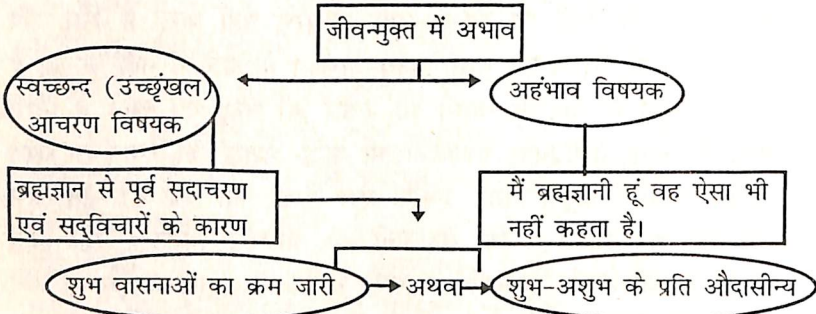 जीवन्मुक्त में अभाव
स्वच्छन्द (उच्छृंखल)
आचरण विषयक
अहंभाव विषयक
ब्रह्मज्ञान से पूर्व सदाचरण
एवं सद्‌विचारों के कारण
मैं ब्रह्मज्ञानी हूं वह ऐसा भी
नहीं कहता है।
शुभ वासनाओं का क्रम जारी
अथवा
शुभ-अशुभ के प्रति औदासीन्य